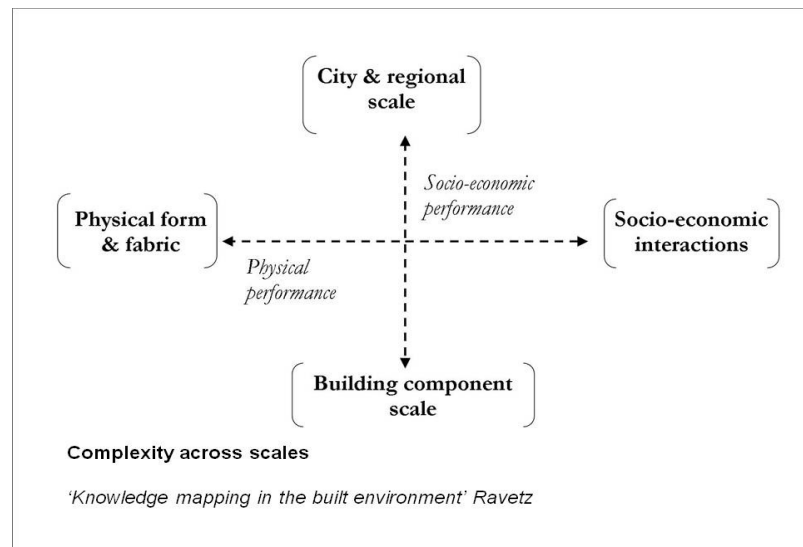 City & regional
scale
Socio-economic
performance
Physical form
& fabric
Socio-economic
interactions
Physical
performance
Building component
scale
Complexity across scales
‘Knowledge mapping in the built environment’ Ravetz